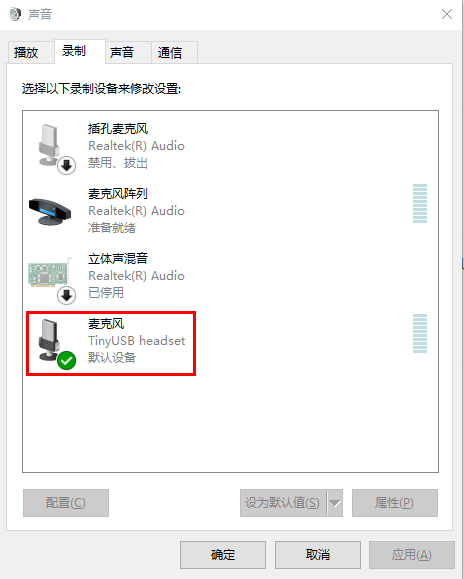 声音
播放
录制
声音
通信
选择以下录制设备来修改设置:
插孔麦克风
Realtek(R) Audio
禁用、拔出
麦克风阵列
Realtek(R) Audio
准备就绪
立体声混音
Realtek(R) Audio
已停用
麦克风
TinyUSB headset
默认设备
配置(C)
设为默认值(S)
属性(P)
确定
取消
应用(A)